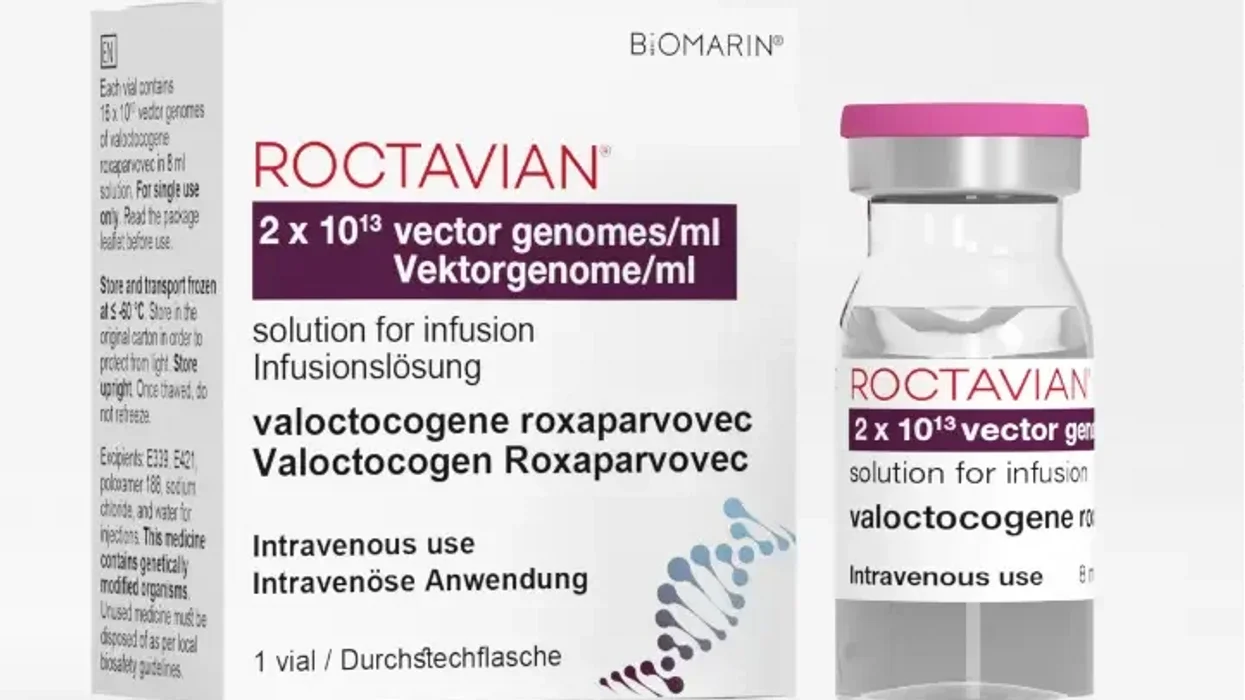 EN
Each vial contains
16 x 10¹³ vector genomes
of valoctocogene
roxaparvovec in 8 ml
solution. For single use
only. Read the package
leaflet before use.
Store and transport frozen
at ≤ -60 °C. Store in the
original carton in order to
protect from light. Store
upright. Once thawed, do
not refreeze.
Excipients: E339, E421,
poloxamer 188, sodium
chloride, and water for
injections. This medicine
contains genetically
modified organisms.
Unused medicine must be
disposed of as per local
biosafety guidelines.
BIOMARIN®
ROCTAVIAN®
2 x 10¹³ vector genomes/ml
Vektorgenome/ml
solution for infusion
Infusionslösung
valoctocogene roxaparvovec
Valoctocogen Roxaparvovec
Intravenous use
Intravenöse Anwendung
1 vial / Durchstechflasche
ROCTAVIAN®
2 x 10¹³ vector gen
solution for infusion
valoctocogene ro
Intravenous use 8 m